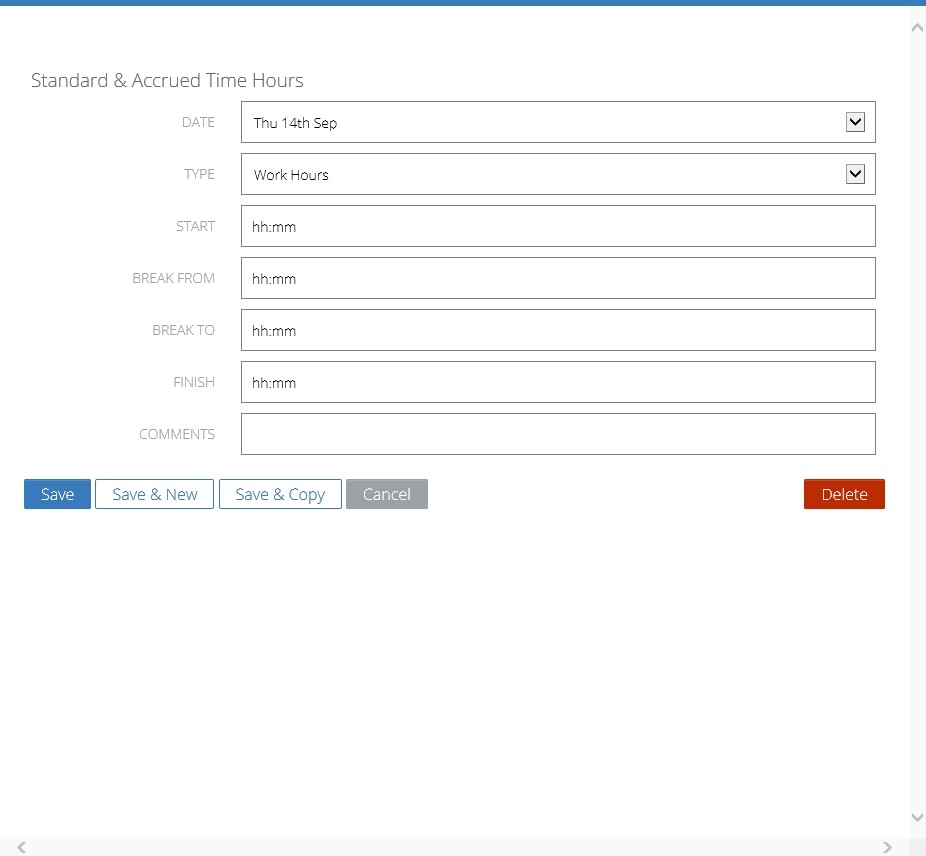 Standard & Accrued Time Hours
DATE Thu 14th Sep
TYPE Work Hours
START hh:mm
BREAK FROM hh:mm
BREAK TO hh:mm
FINISH hh:mm
COMMENTS
Save Save & New Save & Copy Cancel Delete